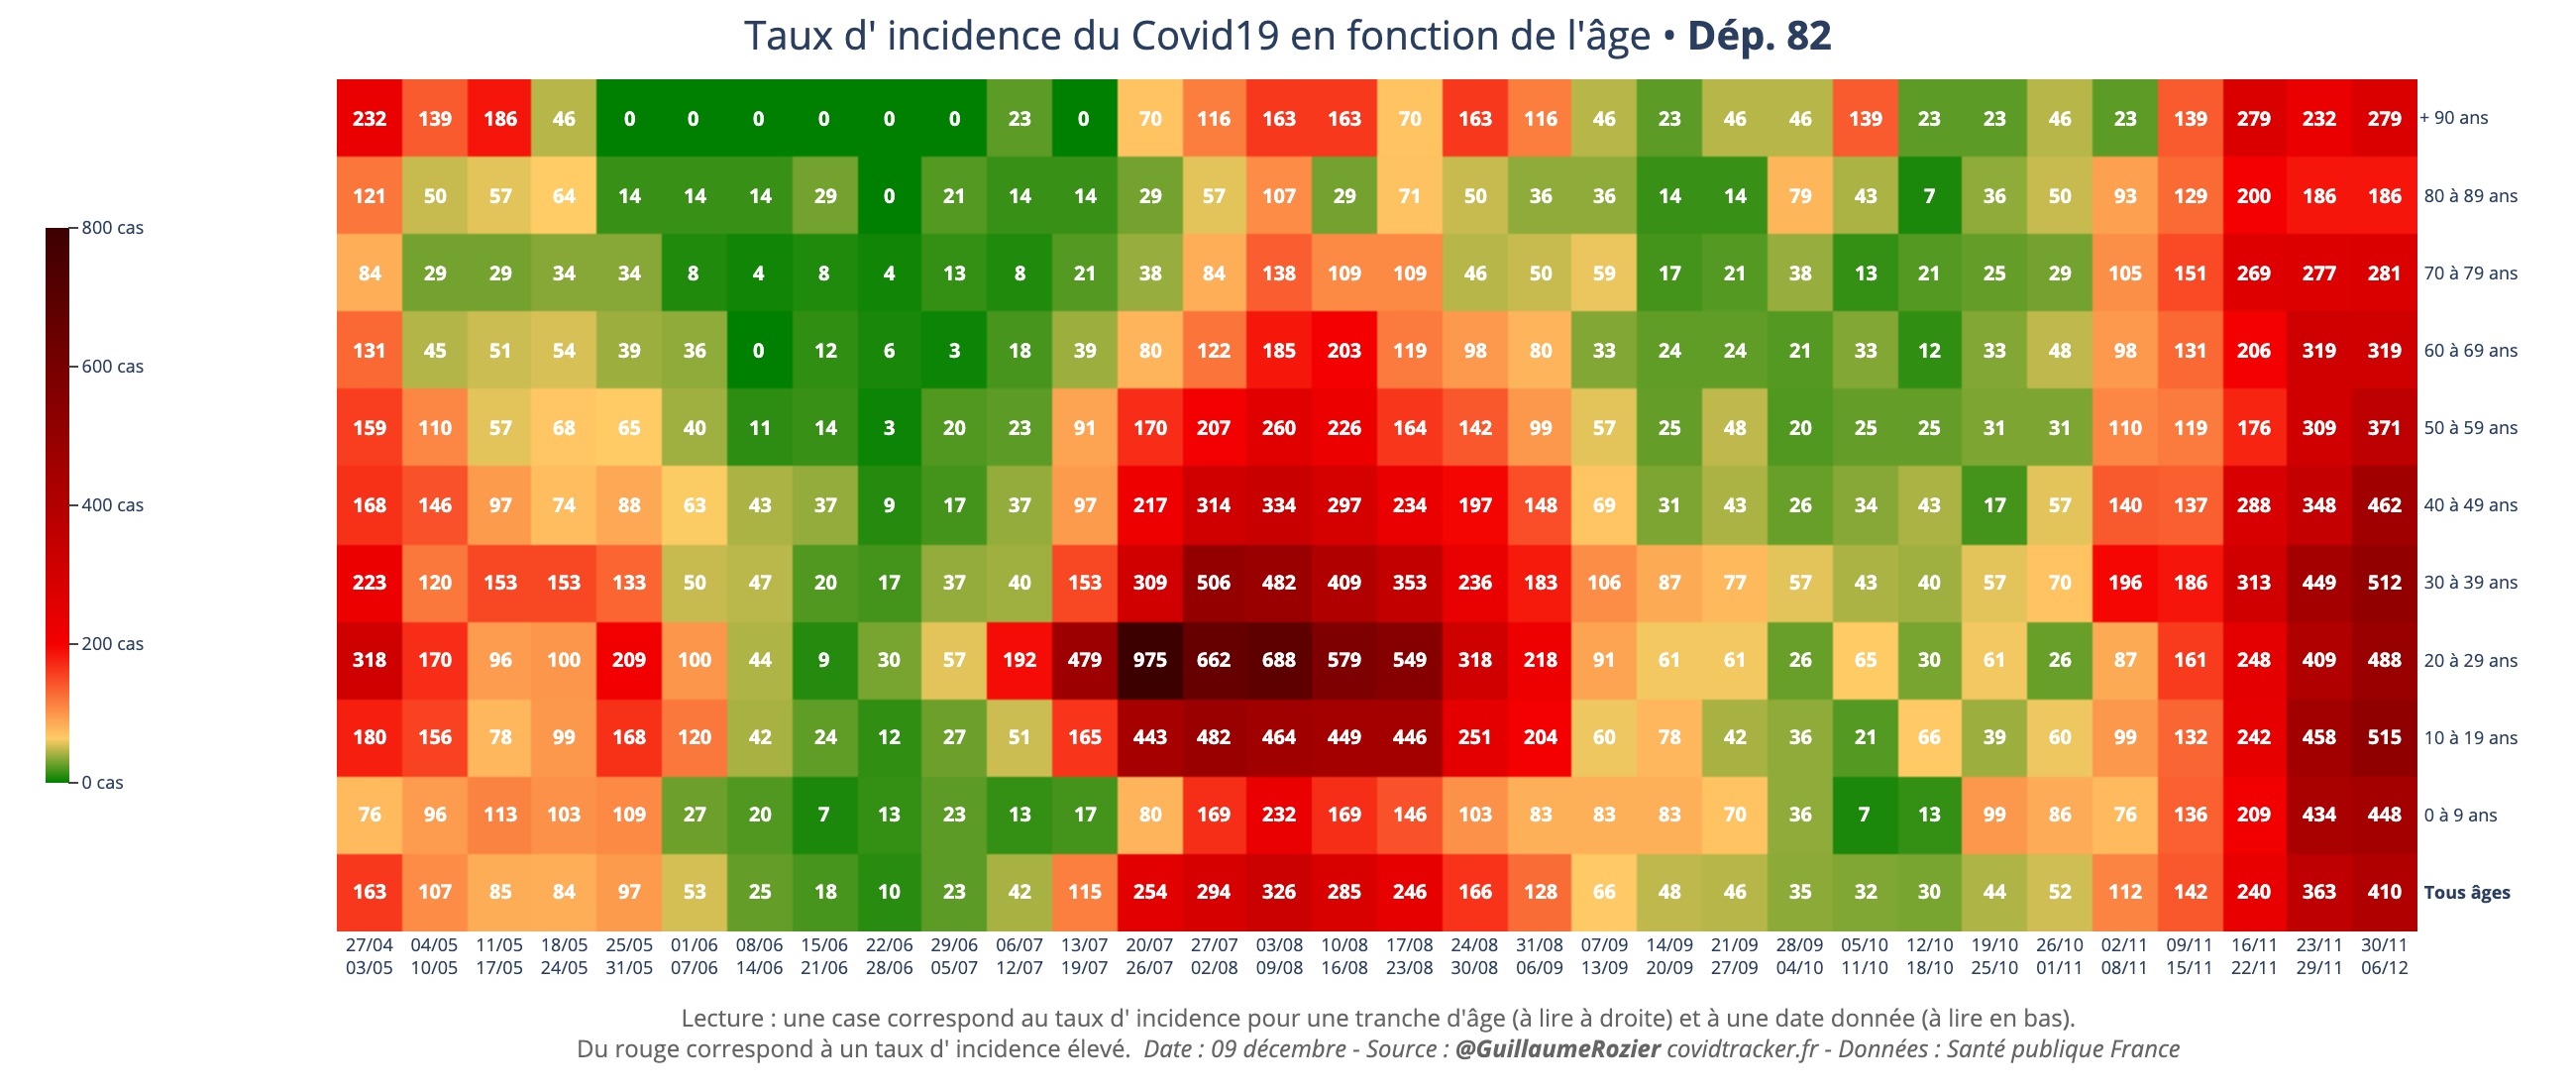 Taux d' incidence du Covid19 en fonction de l'âge • Dép. 82
800 cas
600 cas
400 cas
200 cas
0 cas
232 139 186 46 0 0 0 0 0 0 23 0 70 116 163 163 70 163 116 46 23 46 46 139 23 23 46 23 139 279 232 279 + 90 ans
121 50 57 64 14 14 14 29 0 21 14 14 29 57 107 29 71 50 36 36 14 14 79 43 7 36 50 93 129 200 186 186 80 à 89 ans
84 29 29 34 34 8 4 8 4 13 8 21 38 84 138 109 109 46 50 59 17 21 38 13 21 25 29 105 151 269 277 281 70 à 79 ans
131 45 51 54 39 36 0 12 6 3 18 39 80 122 185 203 119 98 80 33 24 24 21 33 12 33 48 98 131 206 319 319 60 à 69 ans
159 110 57 68 65 40 11 14 3 20 23 91 170 207 260 226 164 142 99 57 25 48 20 25 25 31 31 110 119 176 309 371 50 à 59 ans
168 146 97 74 88 63 43 37 9 17 37 97 217 314 334 297 234 197 148 69 31 43 26 34 43 17 57 140 137 288 348 462 40 à 49 ans
223 120 153 153 133 50 47 20 17 37 40 153 309 506 482 409 353 236 183 106 87 77 57 43 40 57 70 196 186 313 449 512 30 à 39 ans
318 170 96 100 209 100 44 9 30 57 192 479 975 662 688 579 549 318 218 91 61 61 26 65 30 61 26 87 161 248 409 488 20 à 29 ans
180 156 78 99 168 120 42 24 12 27 51 165 443 482 464 449 446 251 204 60 78 42 36 21 66 39 60 99 132 242 458 515 10 à 19 ans
76 96 113 103 109 27 20 7 13 23 13 17 80 169 232 169 146 103 83 83 83 70 36 7 13 99 86 76 136 209 434 448 0 à 9 ans
163 107 85 84 97 53 25 18 10 23 42 115 254 294 326 285 246 166 128 66 48 46 35 32 30 44 52 112 142 240 363 410 Tous âges
27/04 04/05 11/05 18/05 25/05 01/06 08/06 15/06 22/06 29/06 06/07 13/07 20/07 27/07 03/08 10/08 17/08 24/08 31/08 07/09 14/09 21/09 28/09 05/10 12/10 19/10 26/10 02/11 09/11 16/11 23/11 30/11
03/05 10/05 17/05 24/05 31/05 07/06 14/06 21/06 28/06 05/07 12/07 19/07 26/07 02/08 09/08 16/08 23/08 30/08 06/09 13/09 20/09 27/09 04/10 11/10 18/10 25/10 01/11 08/11 15/11 22/11 29/11 06/12
Lecture : une case correspond au taux d' incidence pour une tranche d'âge (à lire à droite) et à une date donnée (à lire en bas).
Du rouge correspond à un taux d' incidence élevé. Date : 09 décembre - Source : @GuillaumeRozier covidtracker.fr - Données : Santé publique France